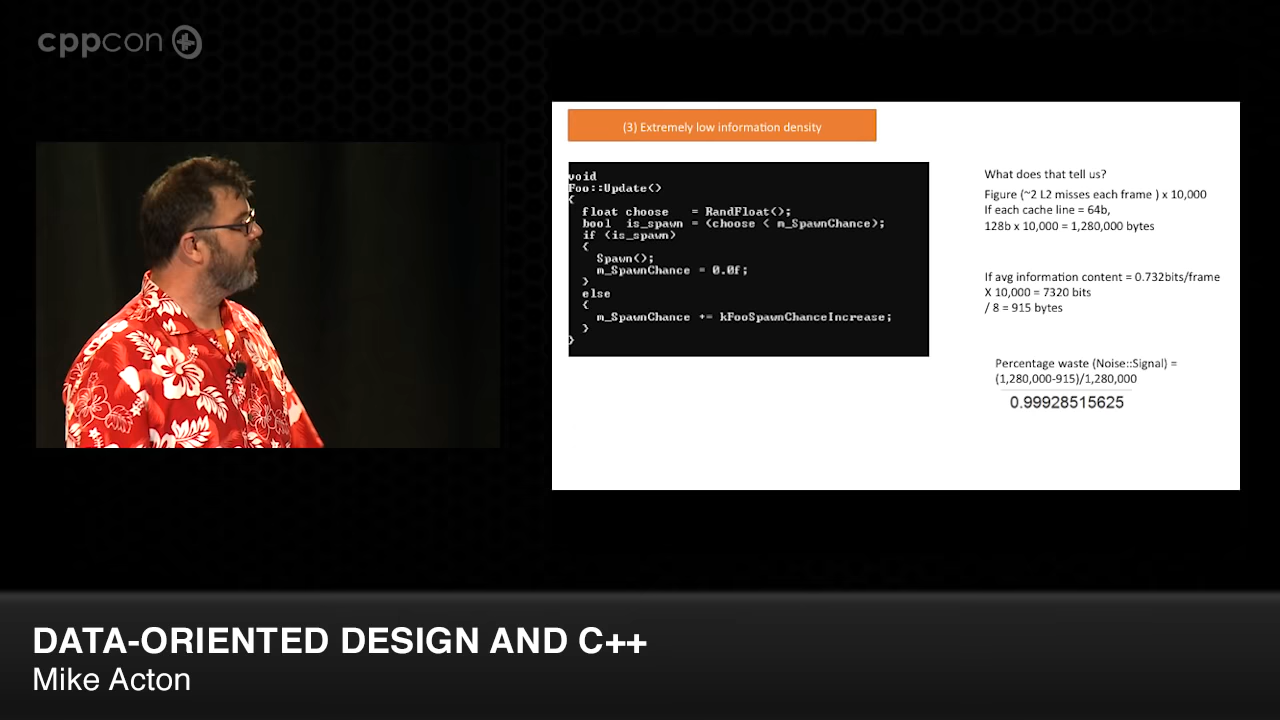 cppcon
(3) Extremely low information density
void
Foo::Update()
{
float choose = RandFloat();
bool is_spawn = (choose < m_SpawnChance);
if (is_spawn)
{
Spawn();
m_SpawnChance = 0.0f;
}
else
{
m_SpawnChance += kFooSpawnChanceIncrease;
}
}
What does that tell us?
Figure (~2 L2 misses each frame ) x 10,000
If each cache line = 64b,
128b x 10,000 = 1,280,000 bytes
If avg information content = 0.732bits/frame
X 10,000 = 7320 bits
/ 8 = 915 bytes
Percentage waste (Noise::Signal) =
(1,280,000-915)/1,280,000
0.99928515625
DATA-ORIENTED DESIGN AND C++
Mike Acton